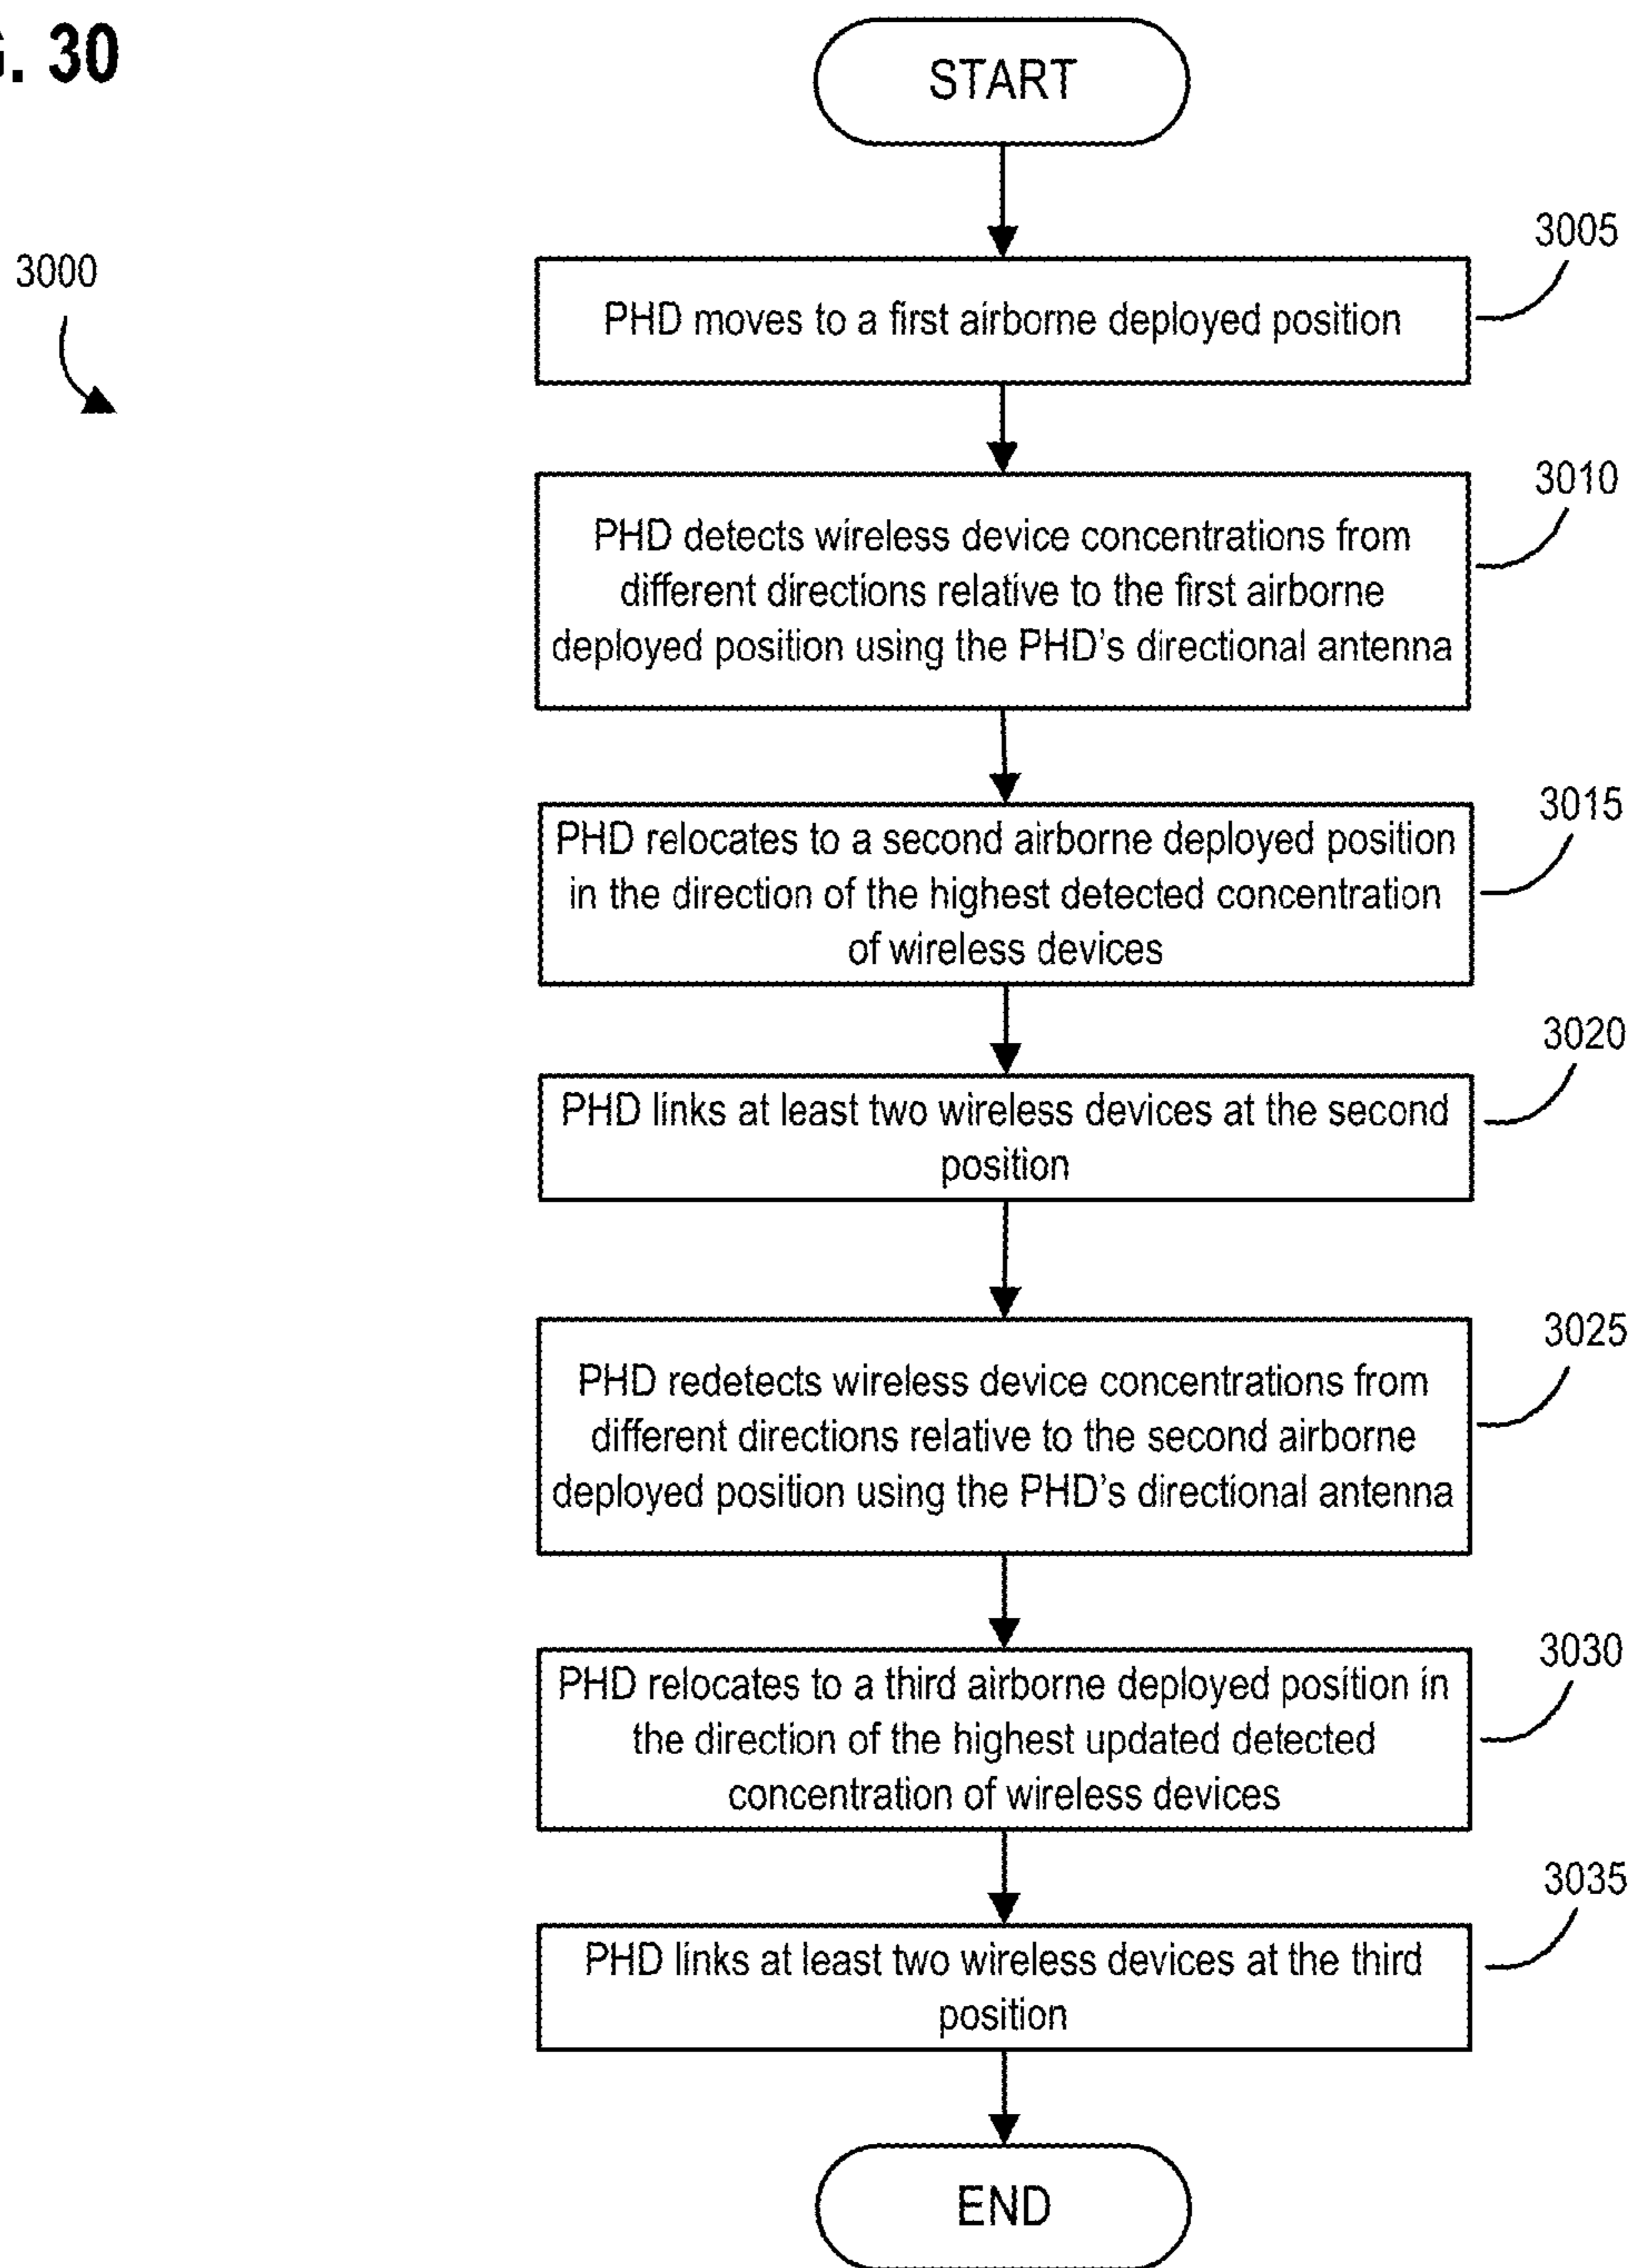 . 30
START
3005
3000
PHD moves to a first airborne deployed position
3010
PHD detects wireless device concentrations from
different directions relative to the first airborne
deployed position using the PHD's directional antenna
3015
PHD relocates to a second airborne deployed position
in the direction of the highest detected concentration
of wireless devices
3020
PHD links at least two wireless devices at the second
position
3025
PHD redetects wireless device concentrations from
different directions relative to the second airborne
deployed position using the PHD's directional antenna
3030
PHD relocates to a third airborne deployed position in
the direction of the highest updated detected
concentration of wireless devices
3035
PHD links at least two wireless devices at the third
position
END